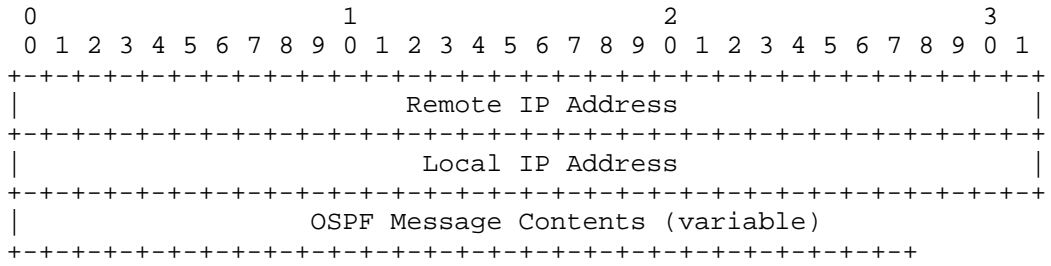 0                   1                   2                   3
 0 1 2 3 4 5 6 7 8 9 0 1 2 3 4 5 6 7 8 9 0 1 2 3 4 5 6 7 8 9 0 1
+-+-+-+-+-+-+-+-+-+-+-+-+-+-+-+-+-+-+-+-+-+-+-+-+-+-+-+-+-+-+-+-+
|                        Remote IP Address                      |
+-+-+-+-+-+-+-+-+-+-+-+-+-+-+-+-+-+-+-+-+-+-+-+-+-+-+-+-+-+-+-+-+
|                         Local IP Address                      |
+-+-+-+-+-+-+-+-+-+-+-+-+-+-+-+-+-+-+-+-+-+-+-+-+-+-+-+-+-+-+-+-+
|                  OSPF Message Contents (variable)
+-+-+-+-+-+-+-+-+-+-+-+-+-+-+-+-+-+-+-+-+-+-+-+-+-+-+-+-+